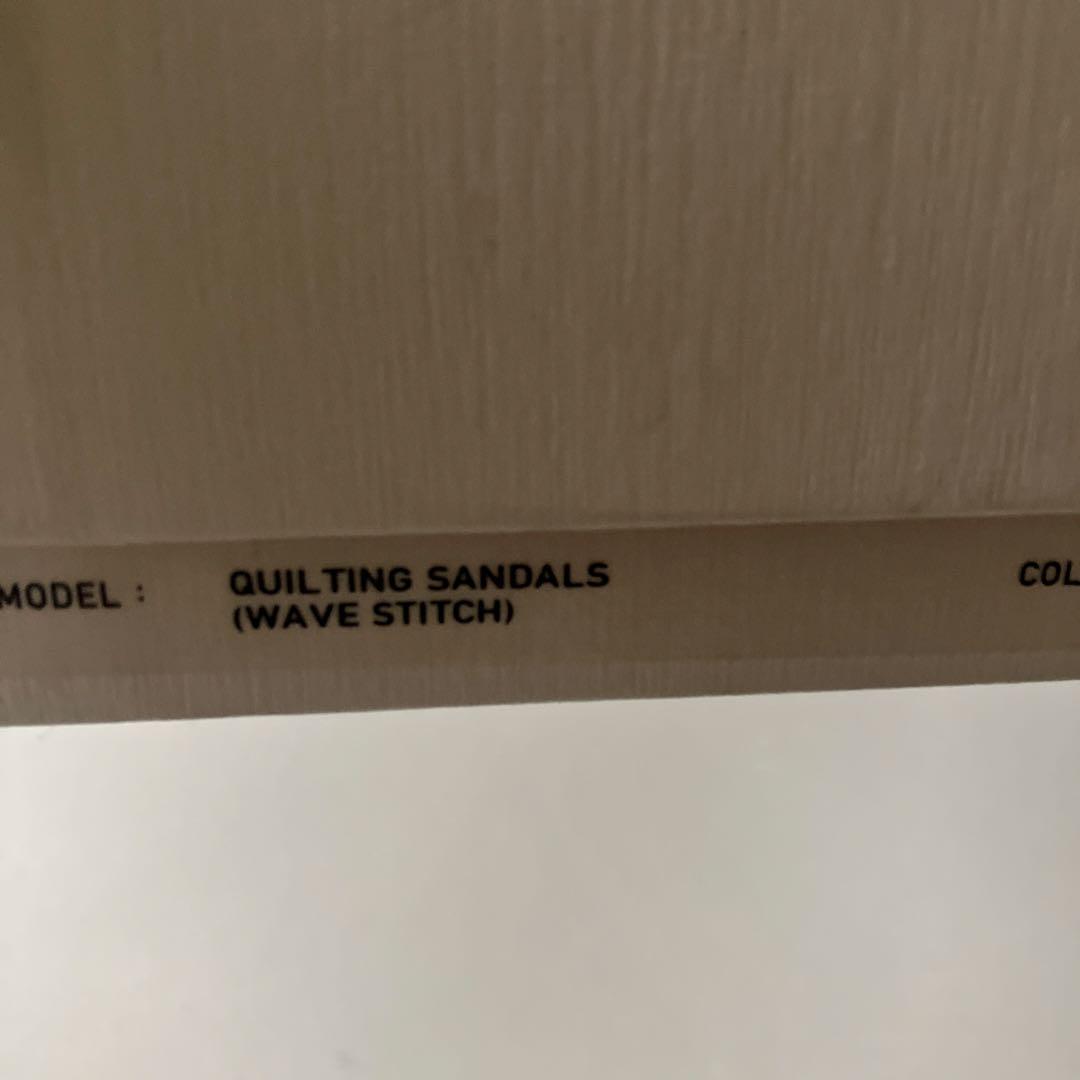 MODEL : QUILTING SANDALS COL
(WAVE STITCH)